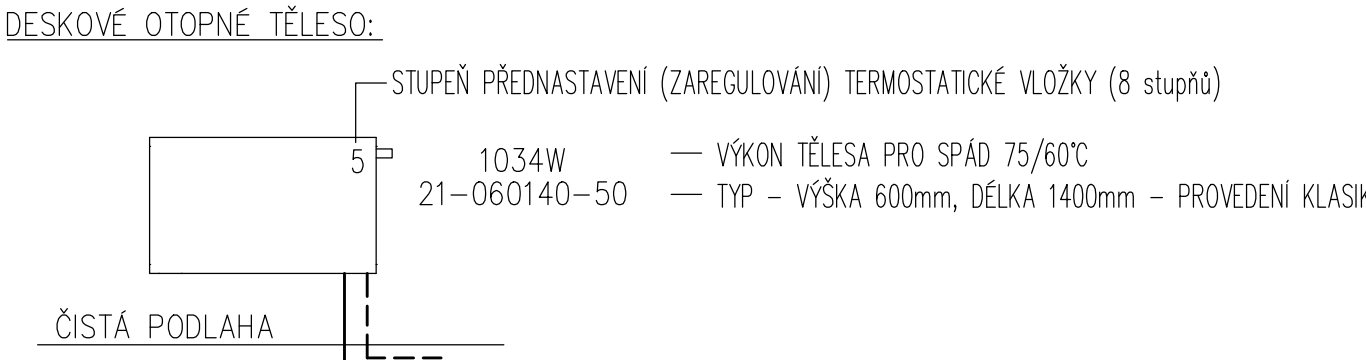 DESKOVÉ OTOPNÉ TĚLESO:
STUPEŇ PŘEDNASTAVENÍ (ZAREGULOVÁNÍ) TERMOSTATICKÉ VLOŽKY (8 stupňů)
5
1034W — VÝKON TĚLESA PRO SPÁD 75/60°C
21-060140-50 — TYP - VÝŠKA 600mm, DÉLKA 1400mm - PROVEDENÍ KLASIK
ČISTÁ PODLAHA